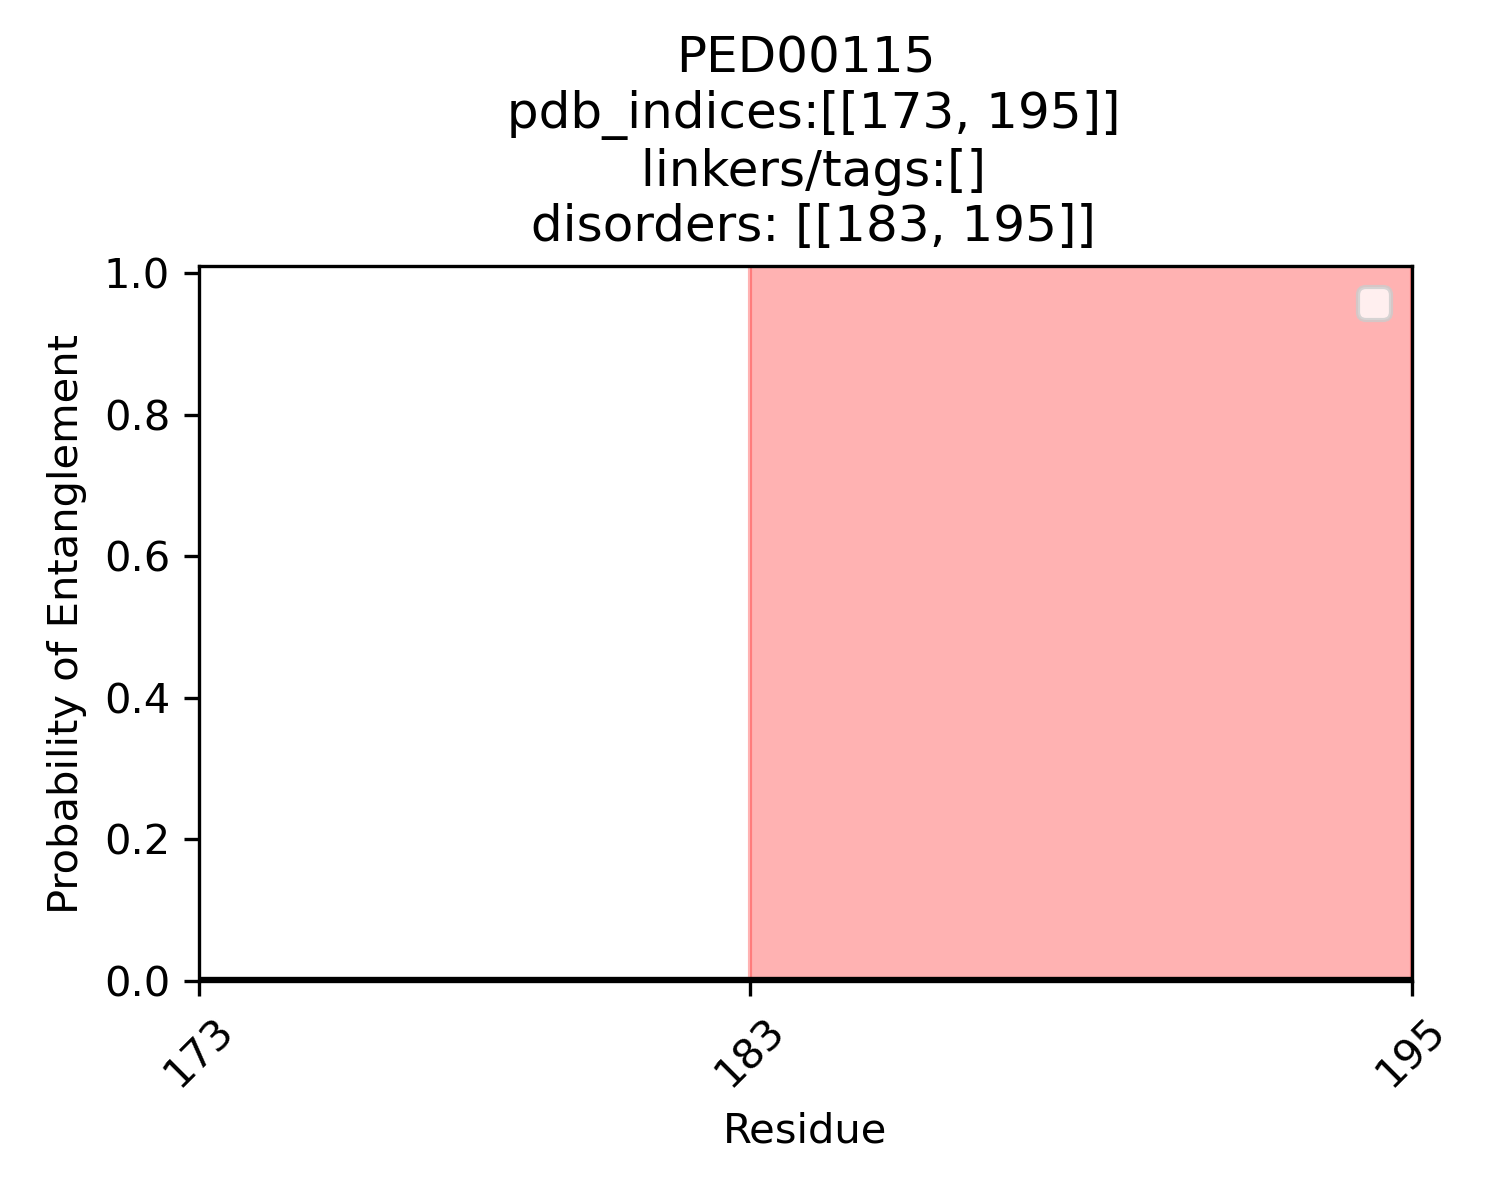 PED00115
pdb_indices:[[173, 195]]
linkers/tags:[]
disorders: [[183, 195]]
1.0
0.8
0.6
0.4
0.2
0.0
Probability of Entanglement
173
183
195
Residue